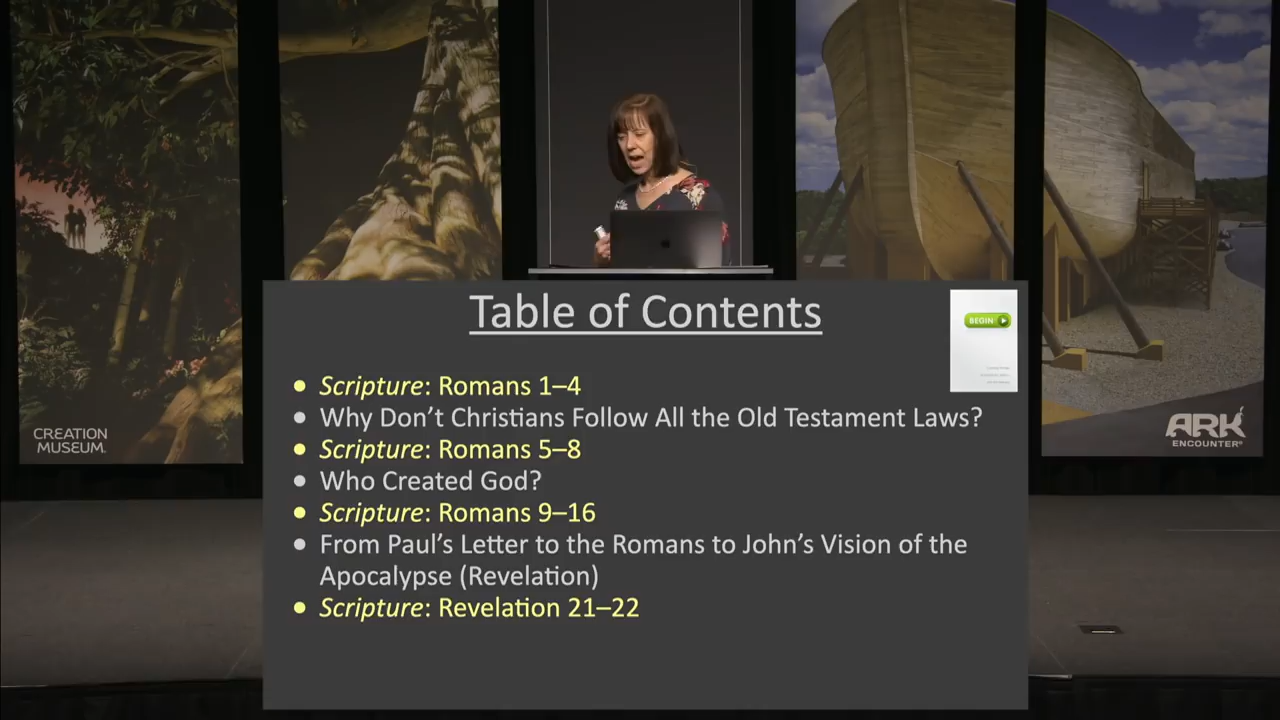 Table of Contents
BEGIN
• Scripture: Romans 1–4
• Why Don’t Christians Follow All the Old Testament Laws?
• Scripture: Romans 5–8
• Who Created God?
• Scripture: Romans 9–16
• From Paul’s Letter to the Romans to John’s Vision of the
Apocalypse (Revelation)
• Scripture: Revelation 21–22
CREATION
MUSEUM
ARK
ENCOUNTER